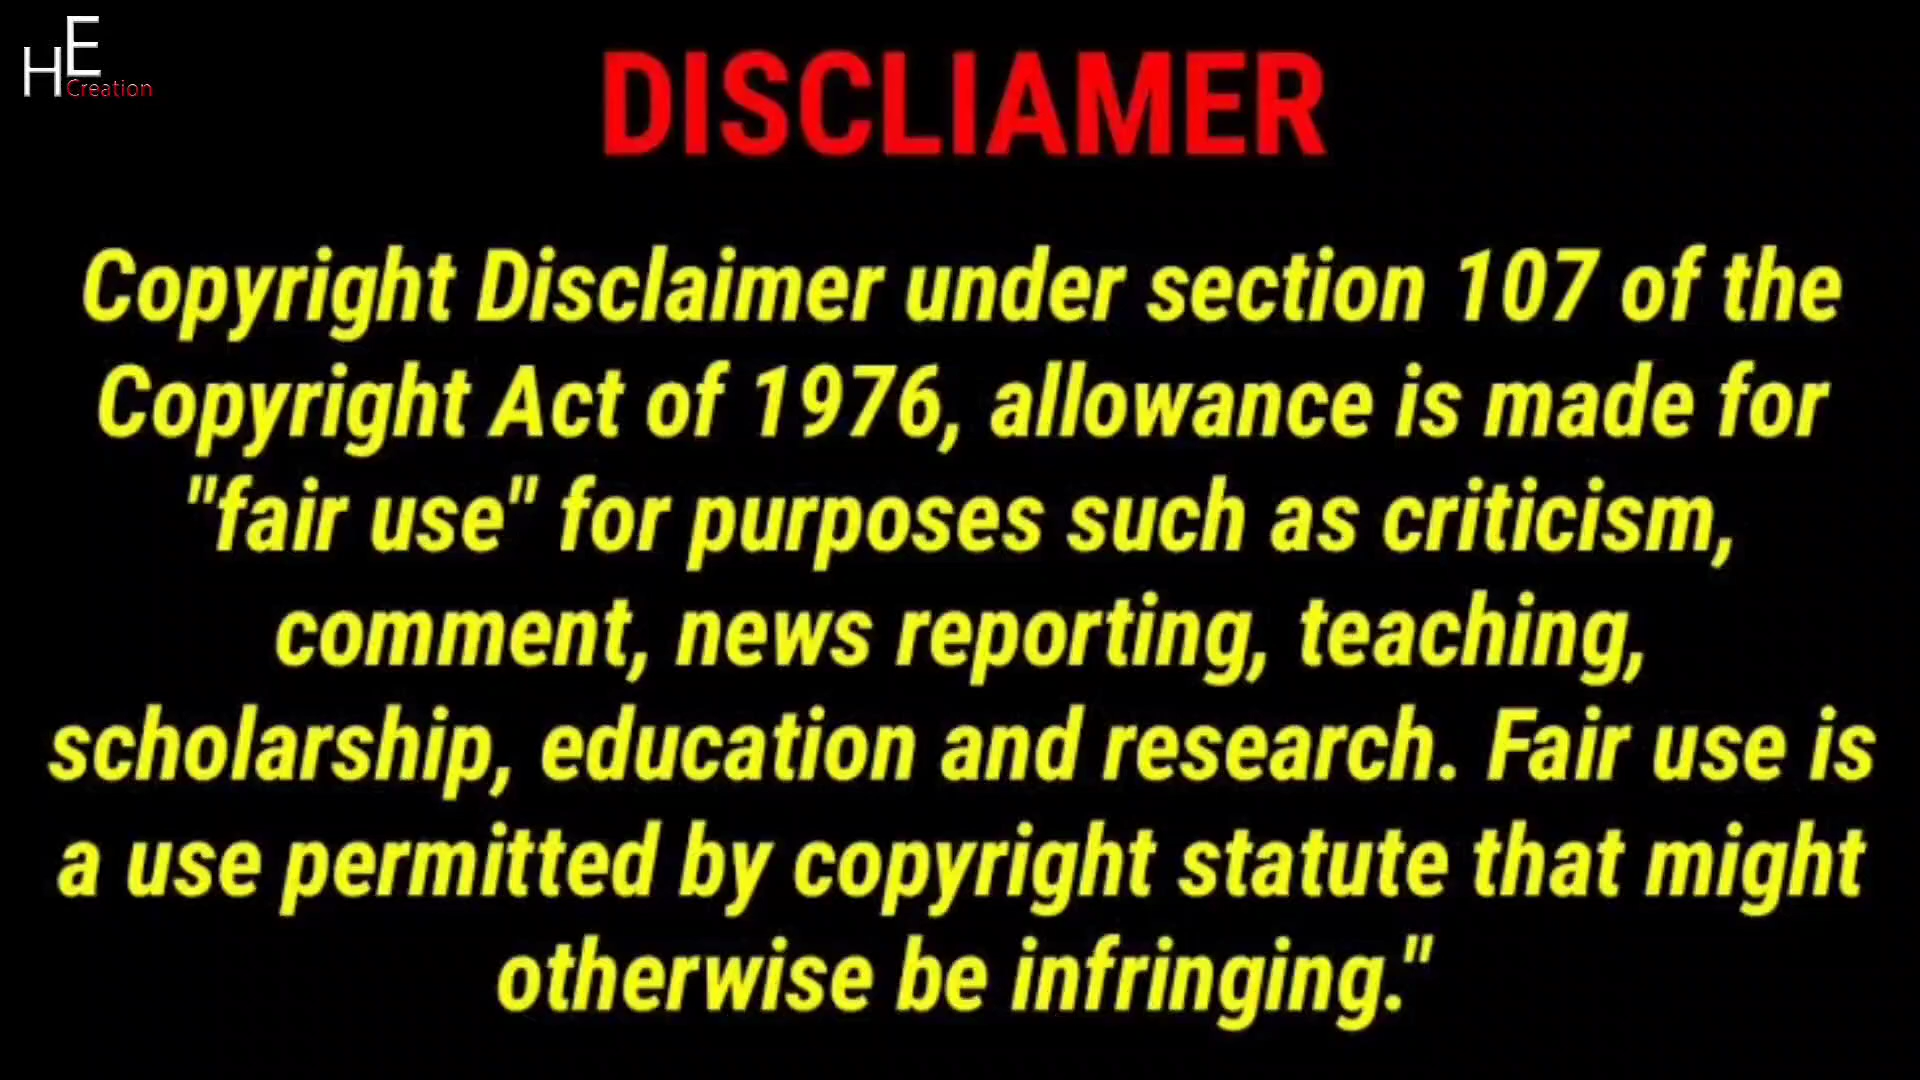 HE
Creation
DISCLIAMER
Copyright Disclaimer under section 107 of the
Copyright Act of 1976, allowance is made for
"fair use" for purposes such as criticism,
comment, news reporting, teaching,
scholarship, education and research. Fair use is
a use permitted by copyright statute that might
otherwise be infringing."